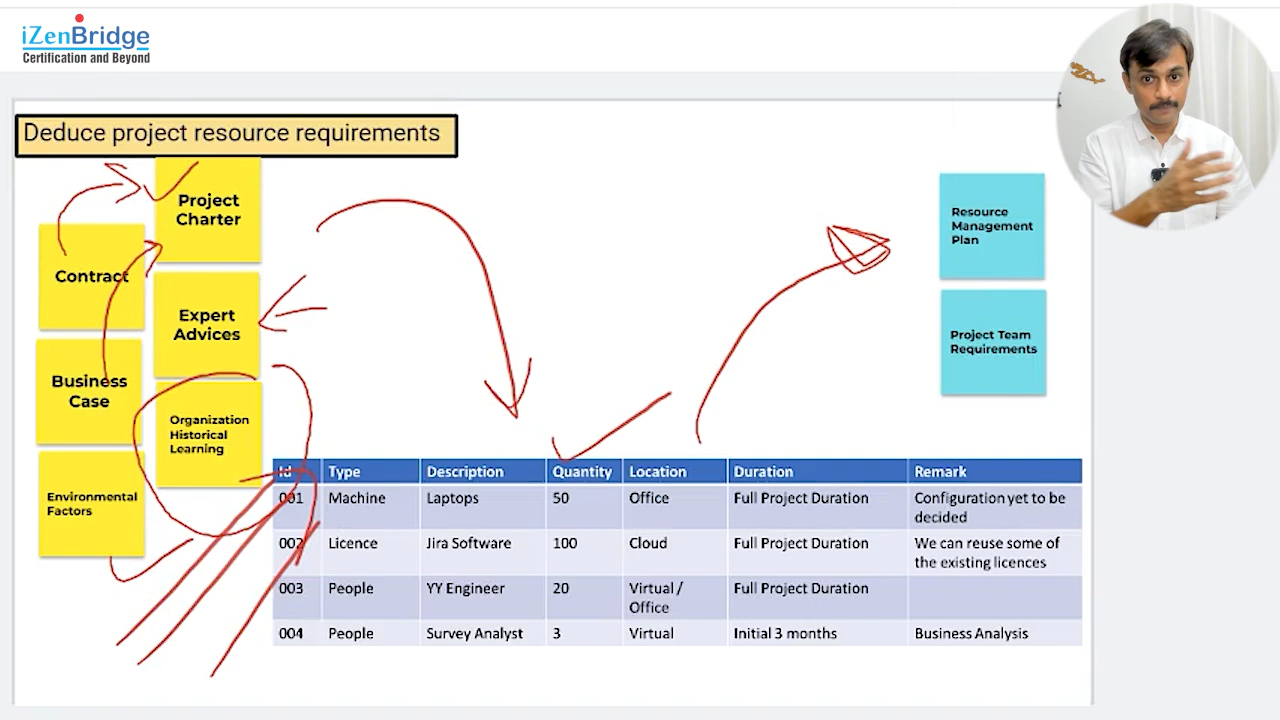 iZenBridge
Certification and Beyond
Deduce project resource requirements
Project
Charter
Contract
Expert
Advices
Business
Case
Organization
Historical
Learning
Environmental
Factors
Resource
Management
Plan
Project Team
Requirements
Id Type Description Quantity Location Duration Remark
001 Machine Laptops 50 Office Full Project Duration Configuration yet to be
decided
002 Licence Jira Software 100 Cloud Full Project Duration We can reuse some of
the existing licences
003 People YY Engineer 20 Virtual / Full Project Duration
Office
004 People Survey Analyst 3 Virtual Initial 3 months Business Analysis